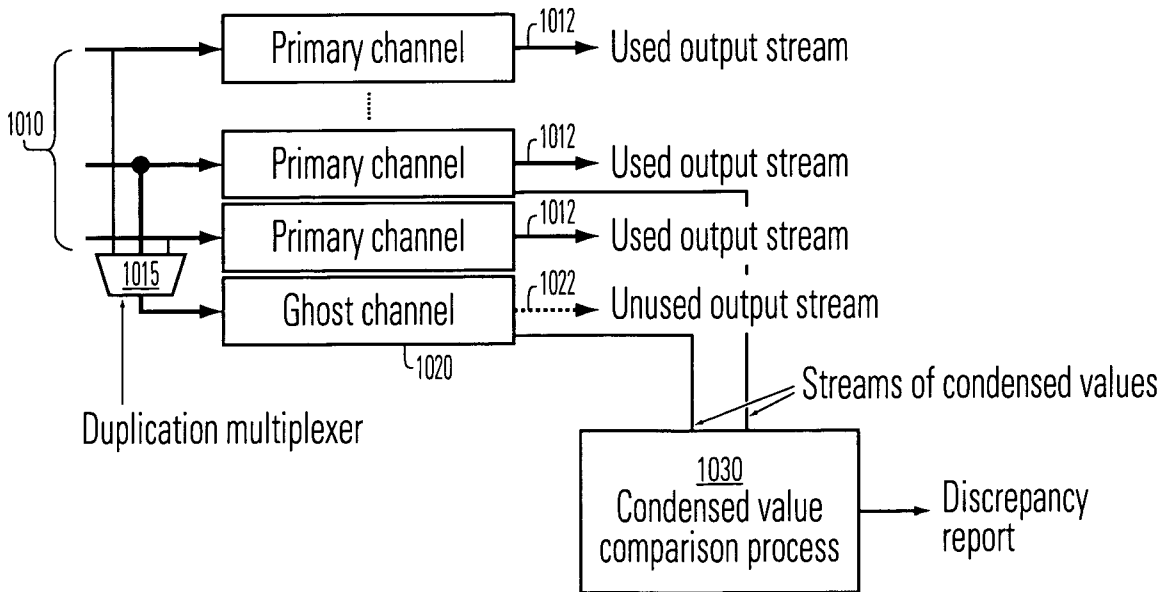 1012
Primary channel
Used output stream
1010
1012
Primary channel
Used output stream
1012
Primary channel
Used output stream
1015
1022
Ghost channel
Unused output stream
1020
Duplication multiplexer
Streams of condensed values
1030
Condensed value
comparison process
Discrepancy
report